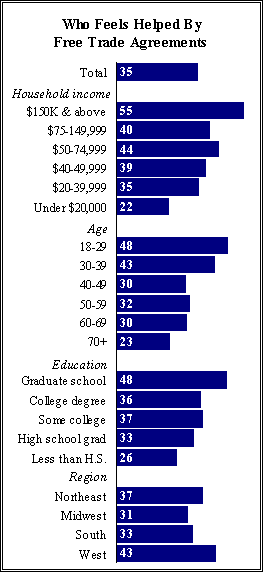 Who Feels Helped By
Free Trade Agreements
Total 35
Household income
$150K & above 55
$75-149,999 40
$50-74,999 44
$40-49,999 39
$20-39,999 35
Under $20,000 22
Age
18-29 48
30-39 43
40-49 30
50-59 32
60-69 30
70+ 23
Education
Graduate school 48
College degree 36
Some college 37
High school grad 33
Less than H.S. 26
Region
Northeast 37
Midwest 31
South 33
West 43